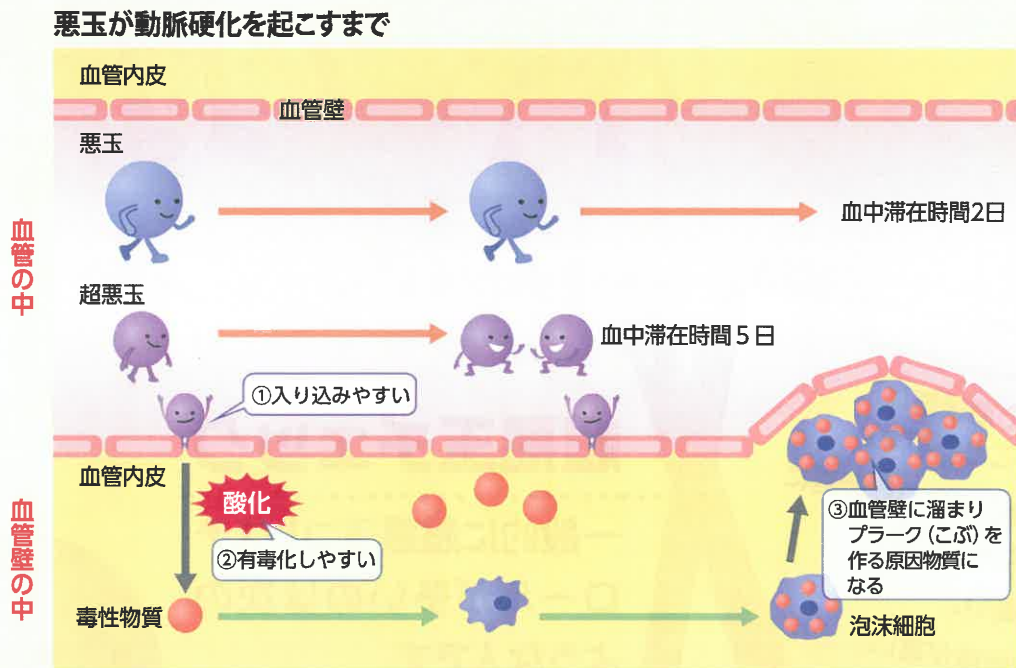 悪玉が動脈硬化を起こすまで
血管内皮
血管壁
悪玉
血中滞在時間2日
血管の中
超悪玉
血中滞在時間5日
①入り込みやすい
血管内皮
酸化
②有毒化しやすい
③血管壁に溜まり
プラーク(こぶ)を
作る原因物質に
なる
血管壁の中
毒性物質
泡沫細胞